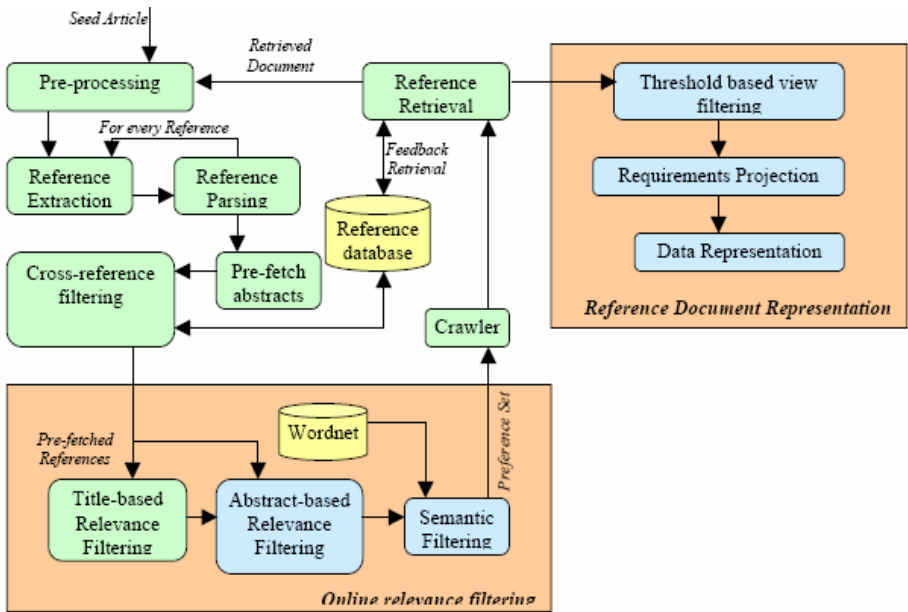 Seed Article
Pre-processing
Retrieved
Document
Reference
Retrieval
Threshold based view
filtering
For every Reference
Reference
Extraction
Reference
Parsing
Feedback
Retrieval
Requirements Projection
Reference
database
Data Representation
Cross-reference
filtering
Pre-fetch
abstracts
Reference Document Representation
Crawler
Wordnet
Preference Set
Pre-fetched
References
Title-based
Relevance
Filtering
Abstract-based
Relevance
Filtering
Semantic
Filtering
Online relevance filtering